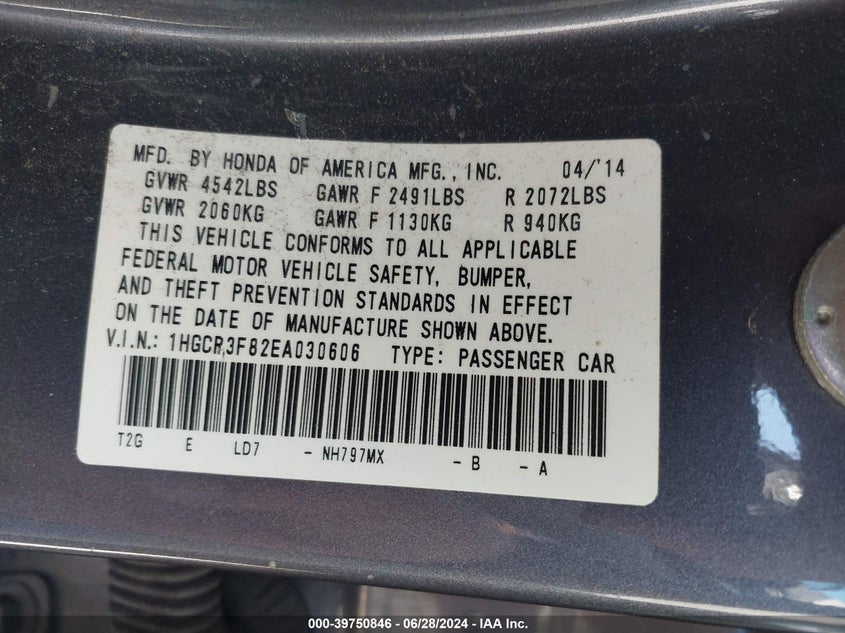 MFD. BY HONDA OF AMERICA MFG., INC. 04/'14
GVWR 4542LBS GAWR F 2491LBS R 2072LBS
GVWR 2060KG GAWR F 1130KG R 940KG
THIS VEHICLE CONFORMS TO ALL APPLICABLE
FEDERAL MOTOR VEHICLE SAFETY, BUMPER,
AND THEFT PREVENTION STANDARDS IN EFFECT
ON THE DATE OF MANUFACTURE SHOWN ABOVE.
V.I.N.: 1HGCR3F82EA030606 TYPE: PASSENGER CAR
T2G E LD7 - NH797MX - B - A
000-39750846 - 06/28/2024 - IAA Inc.